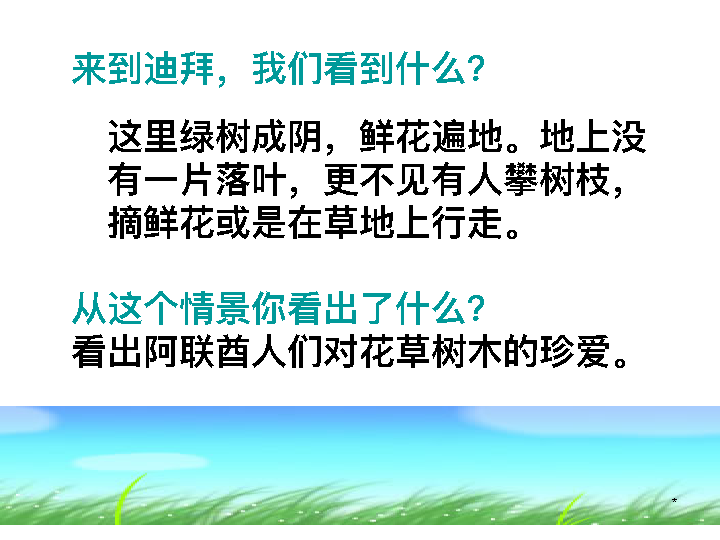 来到迪拜，我们看到什么？
这里绿树成阴，鲜花遍地。地上没
有一片落叶，更不见有人攀树枝，
摘鲜花或是在草地上行走。
从这个情景你看出了什么？
看出阿联酋人们对花草树木的珍爱。
*